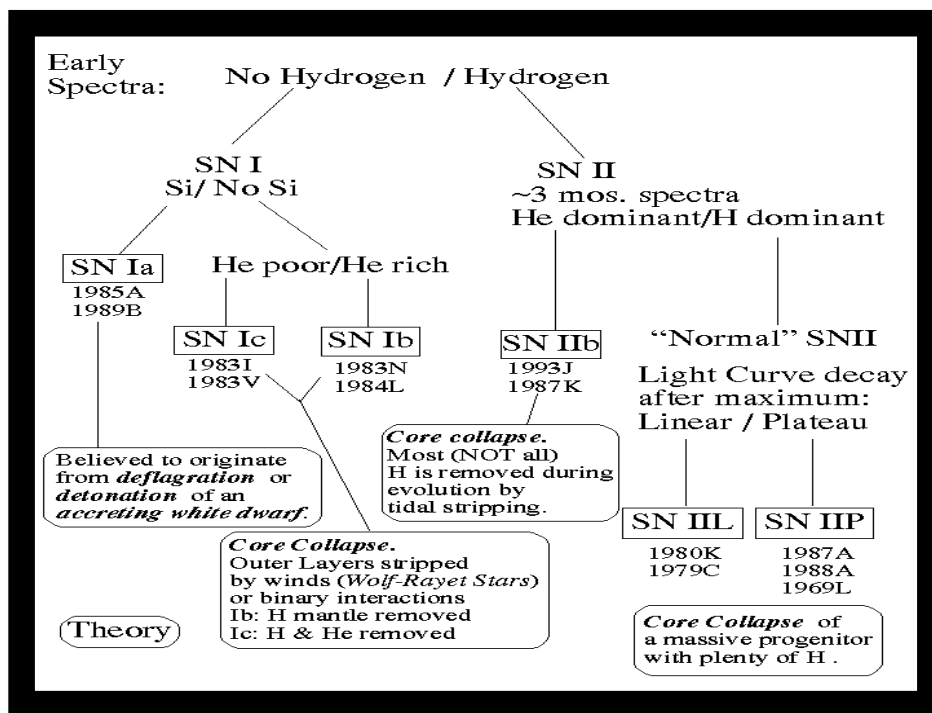 Early
Spectra:
No Hydrogen / Hydrogen
SN I
Si/ No Si
SN II
~3 mos. spectra
He dominant/H dominant
SN Ia
1985A
1989B
He poor/He rich
SN Ic
1983I
1983V
SN Ib
1983N
1984L
SN IIb
1993J
1987K
“Normal” SNII
Light Curve decay
after maximum:
Linear / Plateau
Believed to originate
from deflagration or
detonation of an
accreting white dwarf.
Core collapse.
Most (NOT all)
H is removed during
evolution by
tidal stripping.
SN IIL
1980K
1979C
SN IIP
1987A
1988A
1969L
Core Collapse.
Outer Layers stripped
by winds (Wolf-Rayet Stars)
or binary interactions
Ib: H mantle removed
Ic: H & He removed
Core Collapse of
a massive progenitor
with plenty of H .
Theory